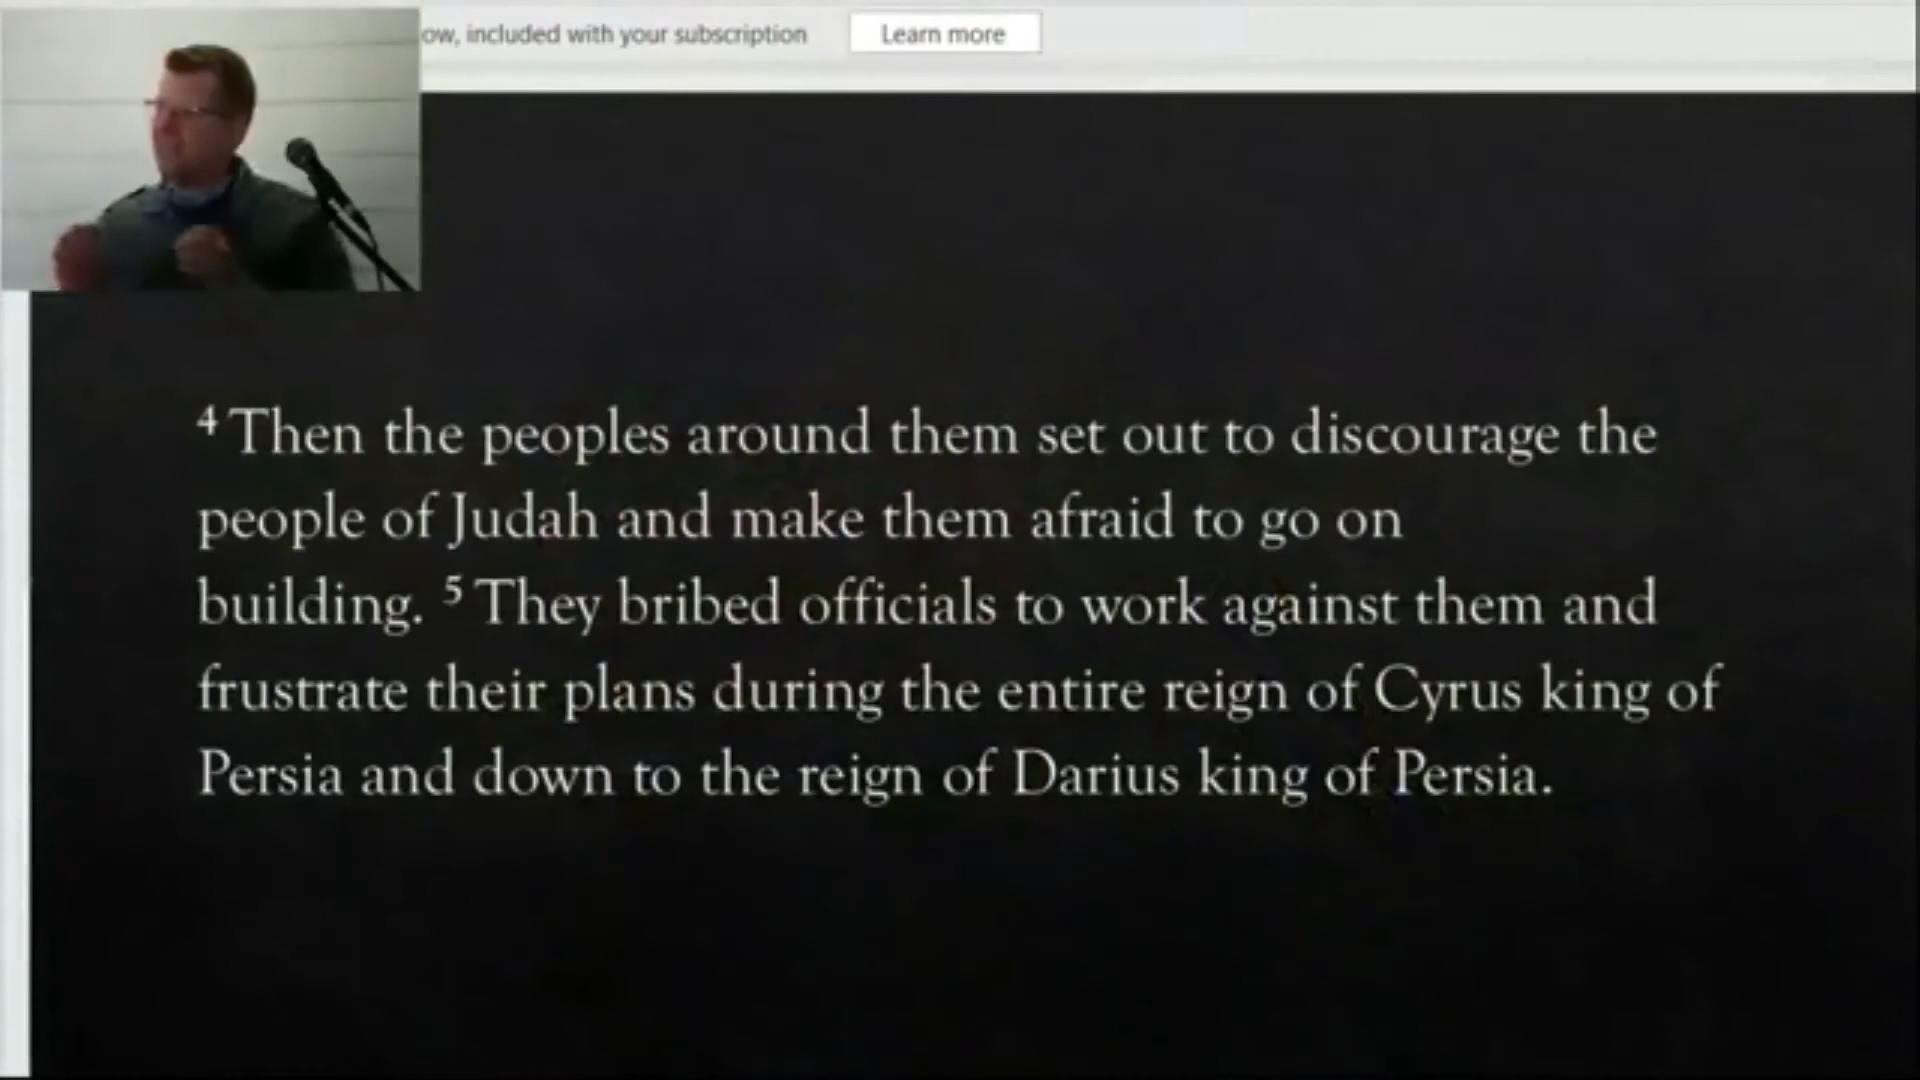 ow, included with your subscription Learn more
⁴ Then the peoples around them set out to discourage the
people of Judah and make them afraid to go on
building. ⁵ They bribed officials to work against them and
frustrate their plans during the entire reign of Cyrus king of
Persia and down to the reign of Darius king of Persia.